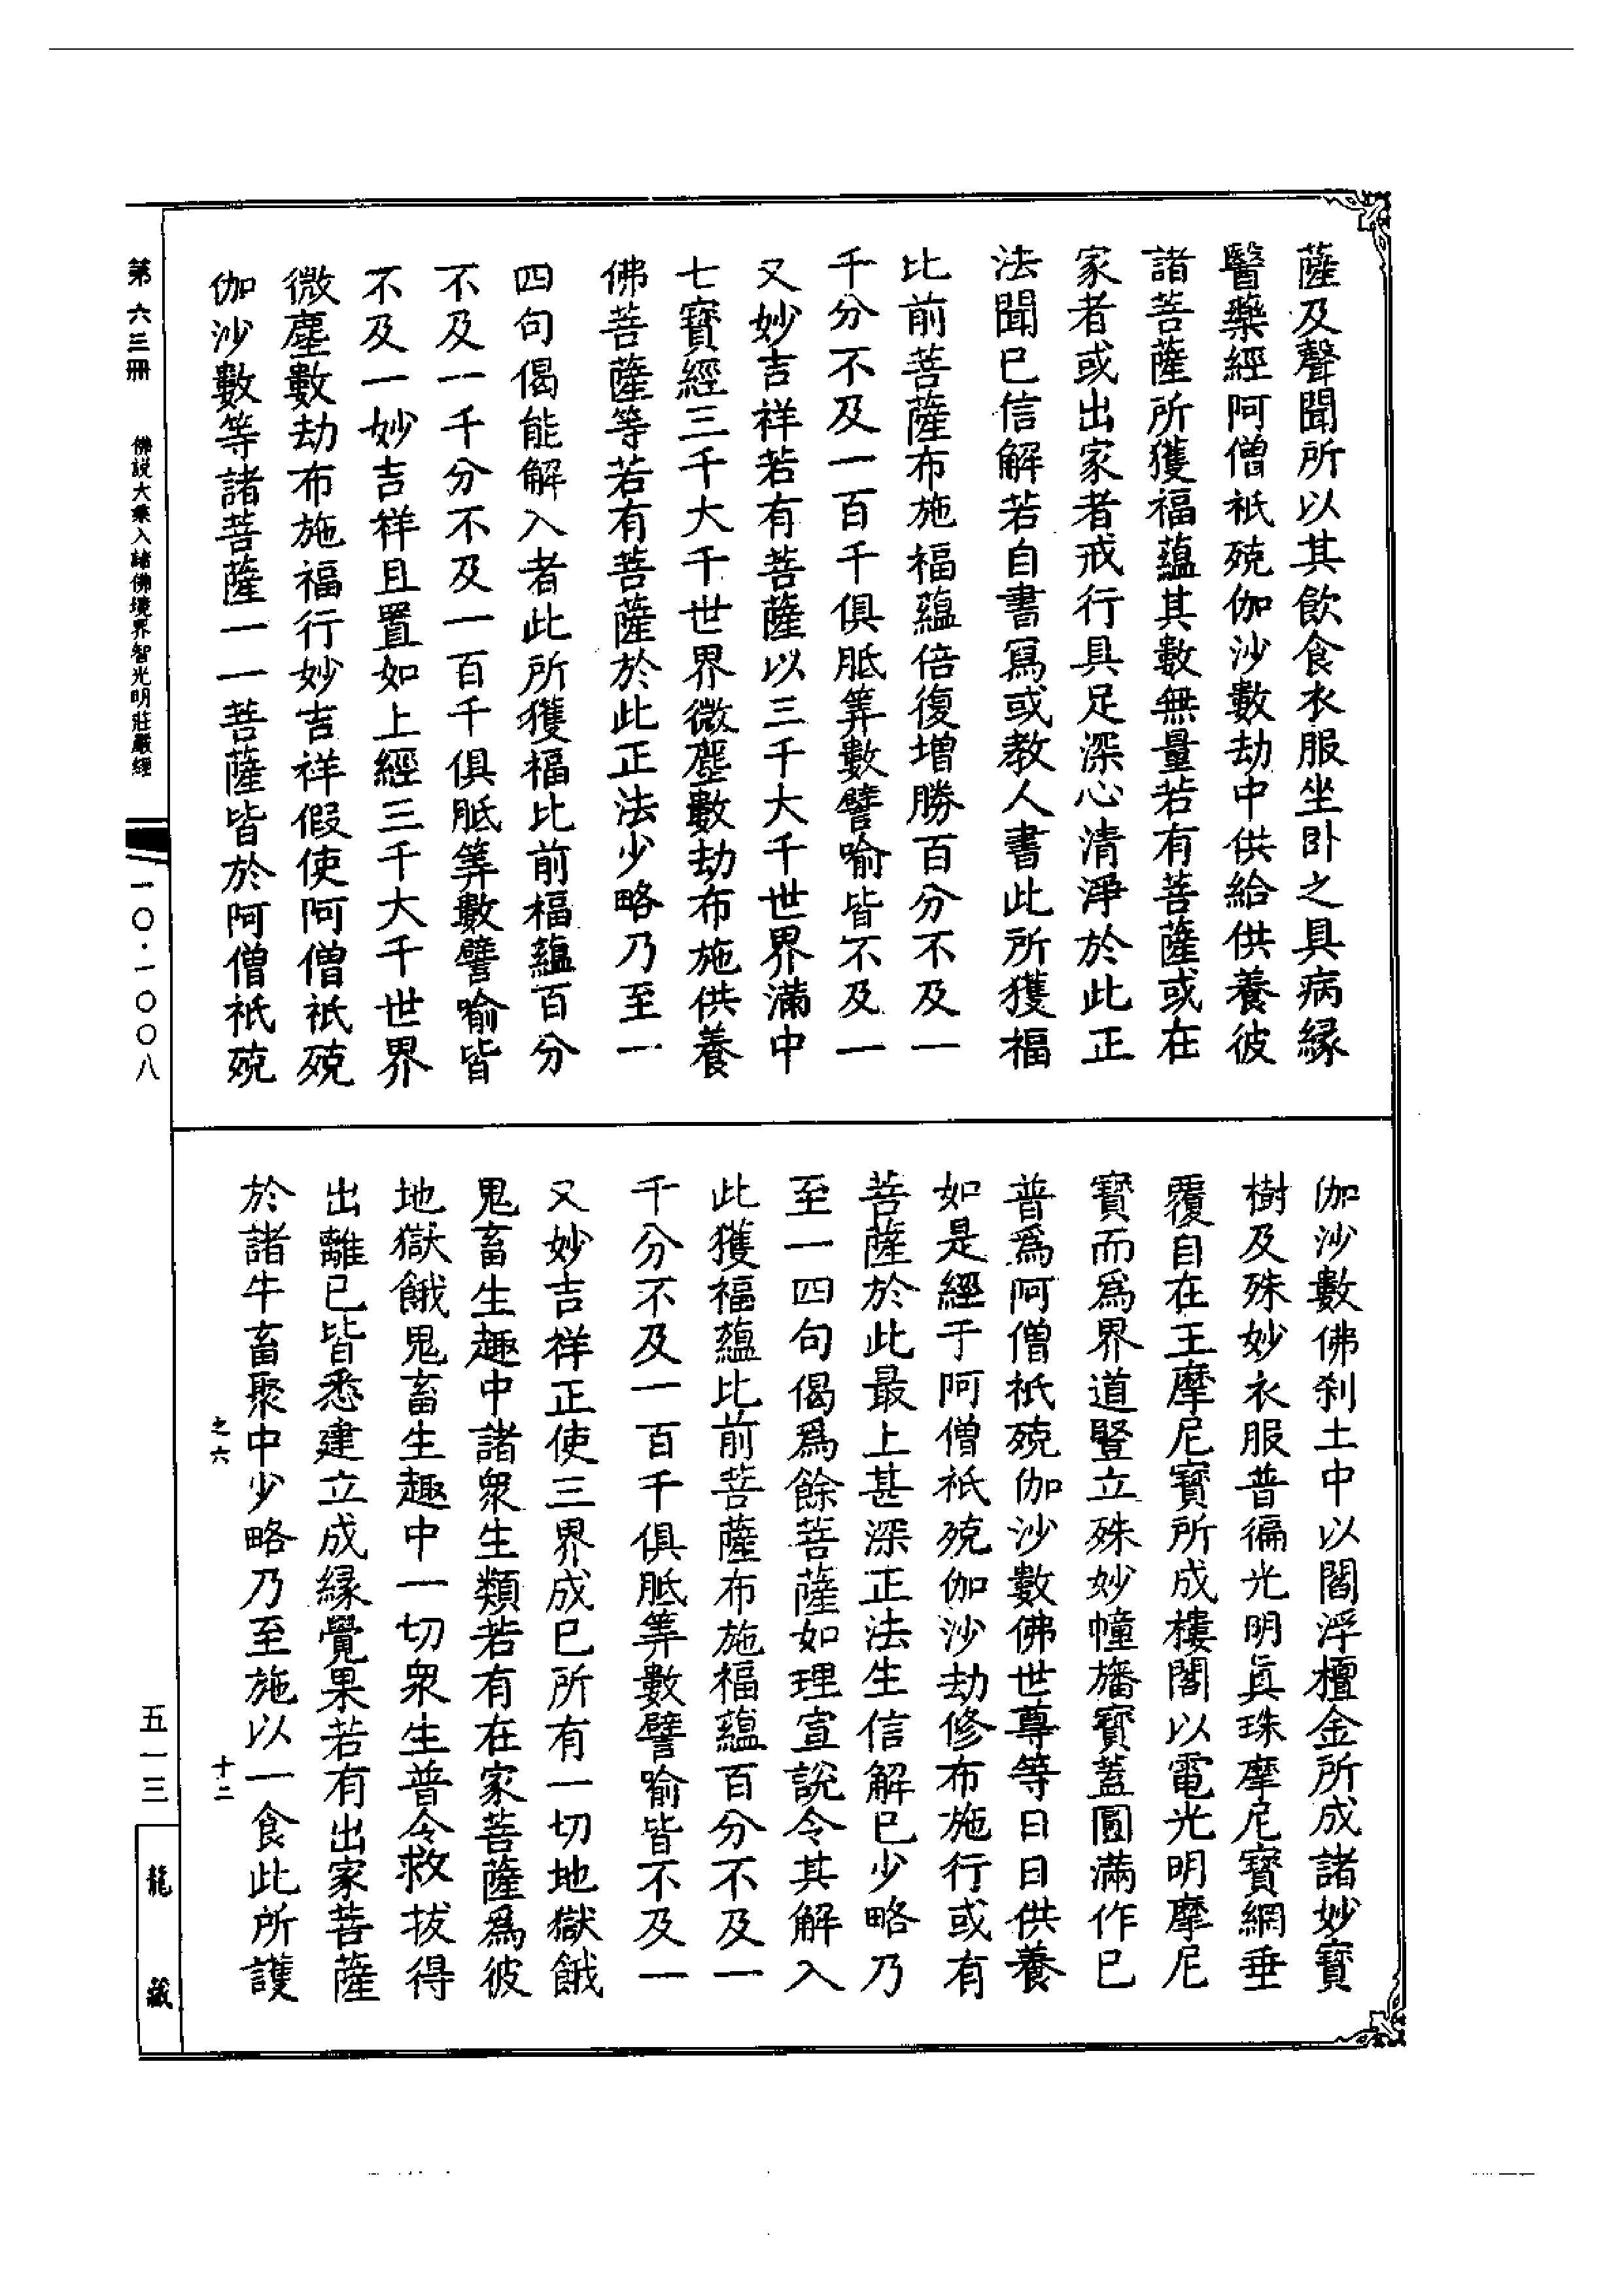 薩及聲聞所以其飲食衣服坐卧之具病緣
醫藥經阿僧祇殑伽沙數劫中供給供養彼
諸菩薩所獲福蘊其數無量若有菩薩或在
家者或出家者戒行具足深心清淨於此正
法聞已信解若自書寫或教人書此所獲福
比前菩薩布施福蘊倍復增勝百分不及一
千分不及一百千俱胝筭數譬喻皆不及一
又妙吉祥若有菩薩以三千大千世界滿中
七寶經三千大千世界微塵數劫布施供養
佛菩薩等若有菩薩於此正法少略乃至一
四句偈能解入者此所獲福比前福蘊百分
不及一千分不及一百千俱胝筭數譬喻皆
不及一妙吉祥且置如上經三千大千世界
微塵數劫布施福行妙吉祥假使阿僧祇殑
伽沙數等諸菩薩一一菩薩皆於阿僧祇殑
伽沙數佛剎土中以閻浮檀金所成諸妙寶
樹及殊妙衣服普徧光明眞珠摩尼寶網垂
覆自在王摩尼寶所成樓閣以電光明摩尼
寶而爲界道豎立殊妙幢旛寶蓋圓滿作已
普爲阿僧祇殑伽沙數佛世尊等日日供養
如是經于阿僧祇殑伽沙劫修布施行或有
菩薩於此最上甚深正法生信解已少略乃
至一四句偈爲餘菩薩如理宣說令其解入
此獲福蘊比前菩薩布施福蘊百分不及一
千分不及一百千俱胝筭數譬喻皆不及一
又妙吉祥正使三界成已所有一切地獄餓
鬼畜生趣中諸衆生類若有在家菩薩爲彼
地獄餓鬼畜生趣中一切衆生普令救拔得
出離已皆悉建立成緣覺果若有出家菩薩
於諸牛畜聚中少略乃至施以一食此所護
之六 十二
第六三冊 佛說大乘入諸佛境界智光明莊嚴經 一〇·一〇〇八
五一三 龍藏